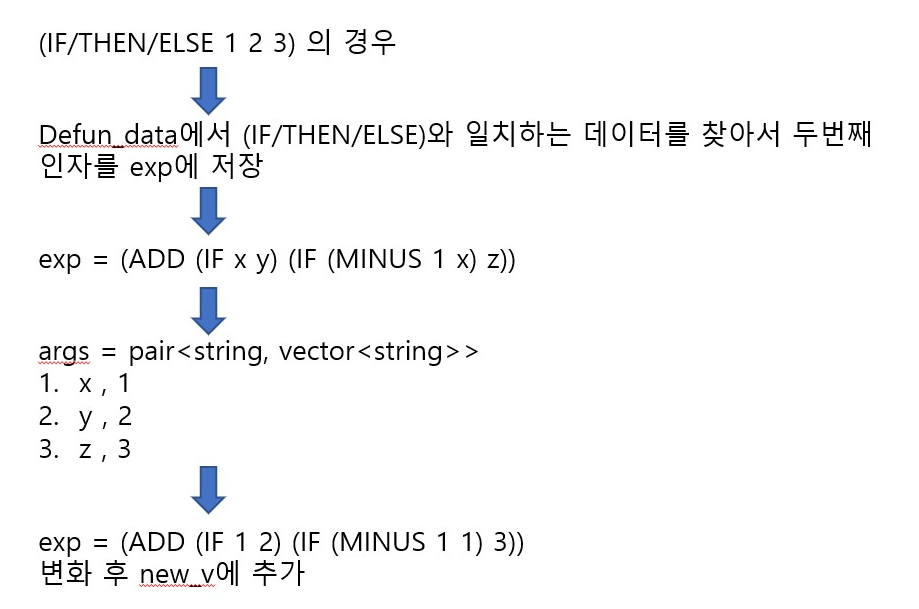 (IF/THEN/ELSE 1 2 3) 의 경우
Defun_data에서 (IF/THEN/ELSE)와 일치하는 데이터를 찾아서 두번째
인자를 exp에 저장
exp = (ADD (IF x y) (IF (MINUS 1 x) z))
args = pair<string, vector<string>>
1. x , 1
2. y , 2
3. z , 3
exp = (ADD (IF 1 2) (IF (MINUS 1 1) 3))
변화 후 new_v에 추가